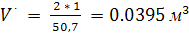 V˙ = 2 * 1 / 50,7 = 0.0395 м³